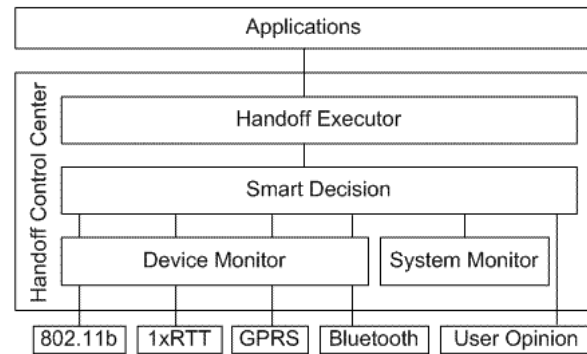 Applications
Handoff Control Center
Handoff Executor
Smart Decision
Device Monitor
System Monitor
802.11b
1xRTT
GPRS
Bluetooth
User Opinion